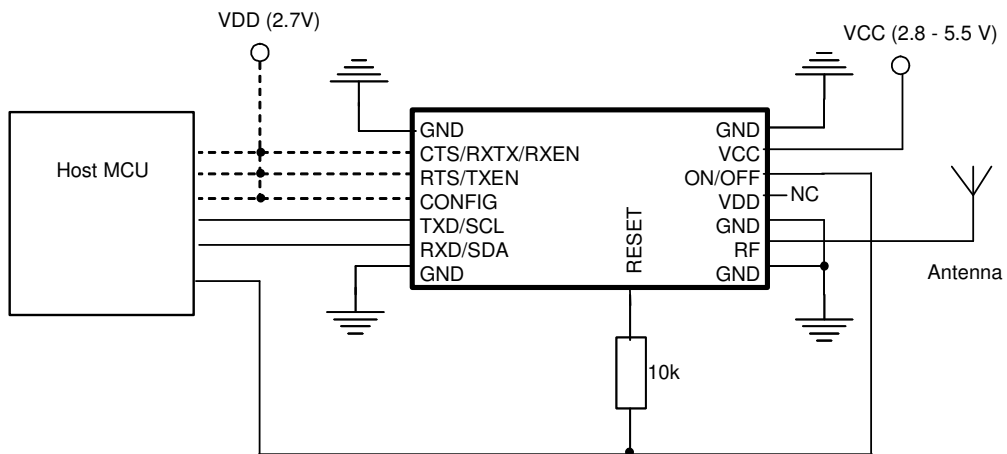 VDD (2.7V)
VCC (2.8 - 5.5 V)
Host MCU
GND
CTS/RXTX/RXEN
RTS/TXEN
CONFIG
TXD/SCL
RXD/SDA
GND
RESET
GND
VCC
ON/OFF
VDD
NC
GND
RF
GND
Antenna
10k